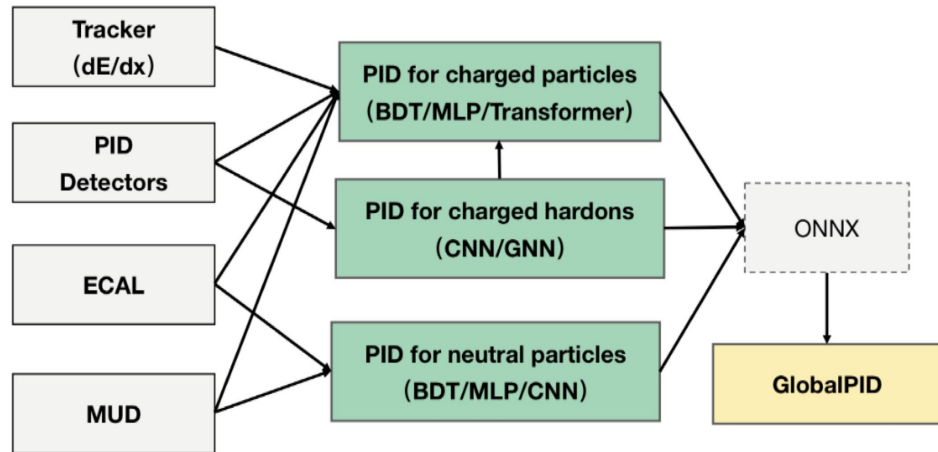 Tracker
(dE/dx)
PID
Detectors
ECAL
MUD
PID for charged particles
(BDT/MLP/Transformer)
PID for charged hardons
(CNN/GNN)
PID for neutral particles
(BDT/MLP/CNN)
ONNX
GlobalPID